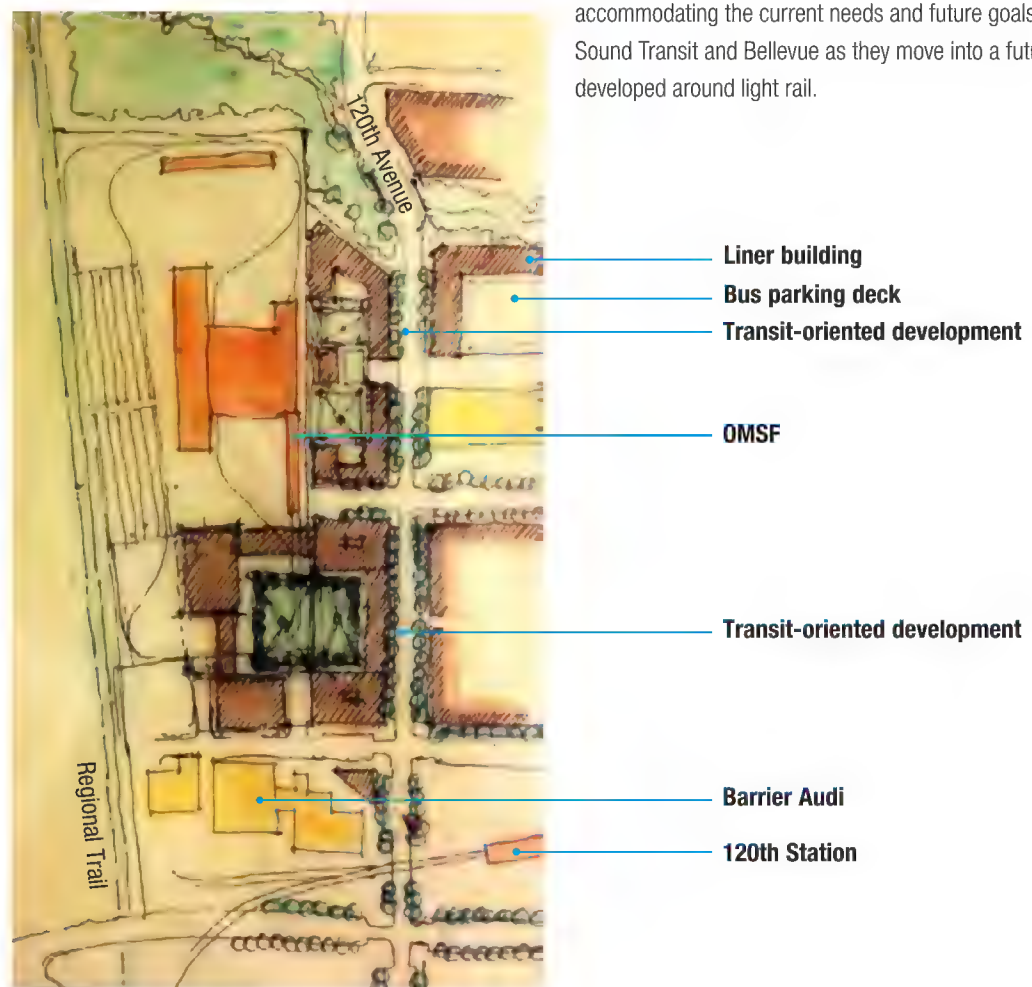 accommodating the current needs and future goals
Sound Transit and Bellevue as they move into a
developed around light rail.
120th Avenue
Liner building
Bus parking deck
Transit-oriented development
OMSF
Transit-oriented development
Regional Trail
Barrier Audi
120th Station